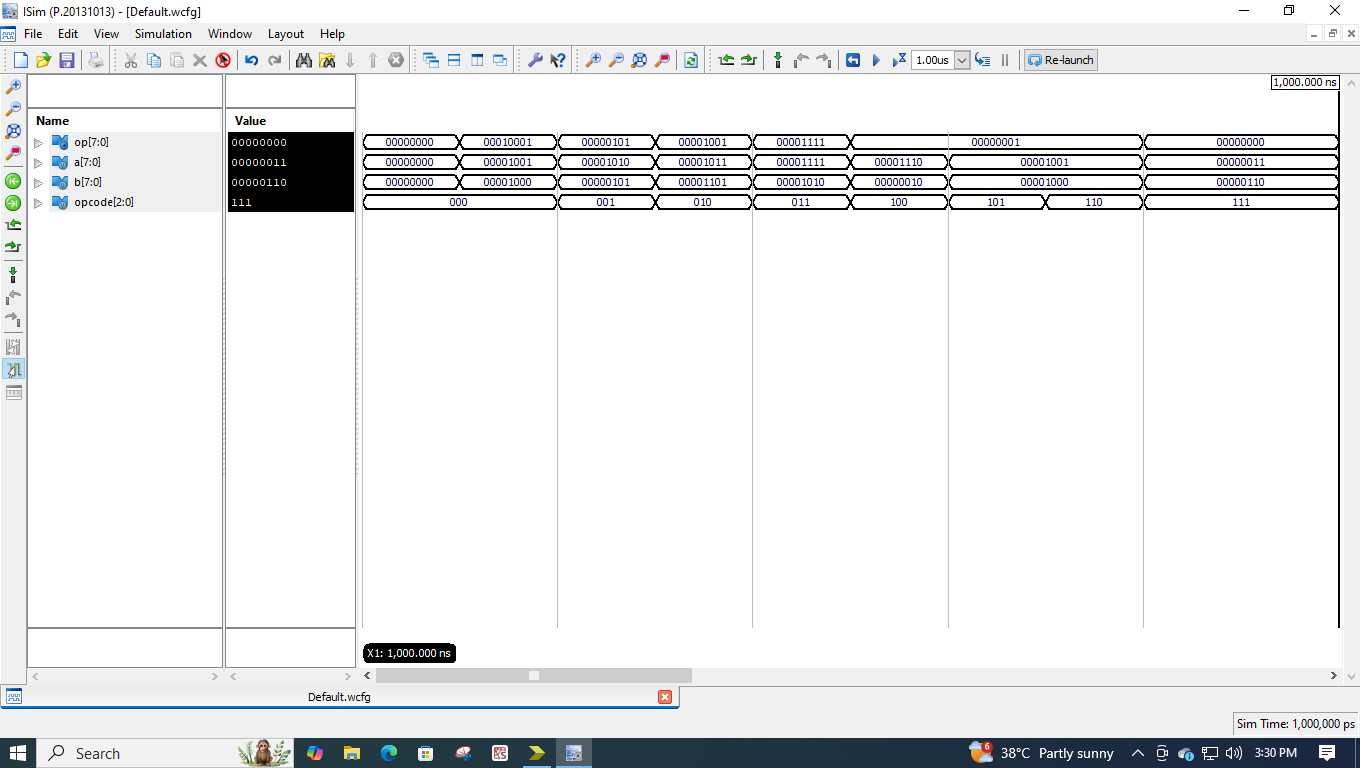 ISim (P.20131013) - [Default.wcfg]
File Edit View Simulation Window Layout Help
1.00us Re-launch
1,000.000 ns
Name Value
op[7:0] 00000000 00000000 00010001 00000101 00001001 00001111 00000001 00000000
a[7:0] 00000011 00000000 00001001 00001010 00001011 00001111 00001110 00001001 00000011
b[7:0] 00000110 00000000 00001000 00000101 00001101 00001010 00000010 00001000 00000110
opcode[2:0] 111 000 001 010 011 100 101 110 111
X1: 1,000.000 ns
Default.wcfg
Sim Time: 1,000,000 ps
Search 6 38°C Partly sunny 3:30 PM